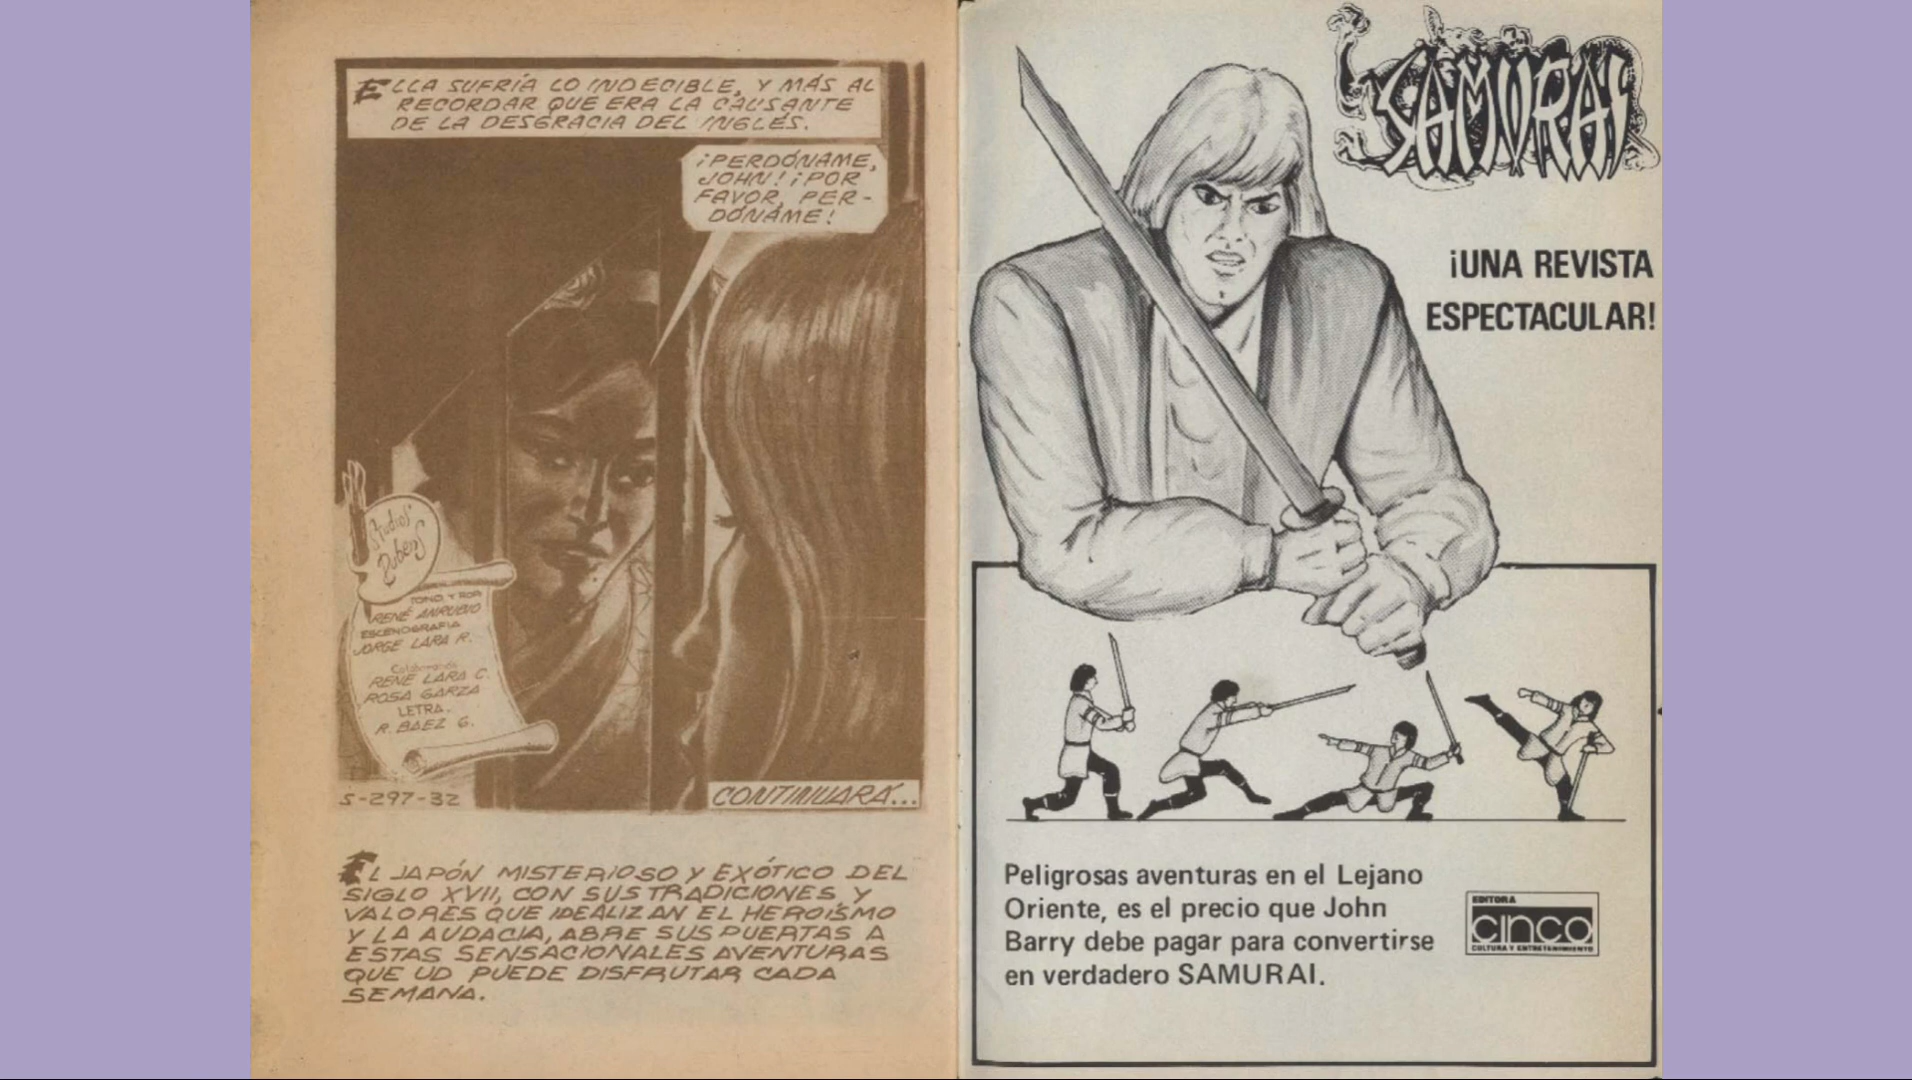 ELLA SUFRÍA LO INDECIBLE, Y MÁS AL
RECORDAR QUE ERA LA CAUSANTE
DE LA DESGRACIA DEL INGLÉS.
¡PERDÓNAME,
JOHN! ¡POR
FAVOR, PER-
DÓNAME!
Studios
Rubens
RENÉ ANRUBIO
ESCENOGRAFIA
JORGE LARA R.
RENÉ LARA C.
ROSA GARZA
LETRA.
R. BAEZ G.
S-297-32
CONTINUARÁ...
EL JAPÓN MISTERIOSO Y EXÓTICO DEL
SIGLO XVII, CON SUS TRADICIONES Y
VALORES QUE IDEALIZAN EL HEROISMO
Y LA AUDACIA, ABRE SUS PUERTAS A
ESTAS SENSACIONALES AVENTURAS
QUE UD PUEDE DISFRUTAR CADA
SEMANA.
SAMURAI
¡UNA REVISTA
ESPECTACULAR!
Peligrosas aventuras en el Lejano
Oriente, es el precio que John
Barry debe pagar para convertirse
en verdadero SAMURAI.
EDITORA
cinco
CULTURA Y ENTRETENIMIENTO